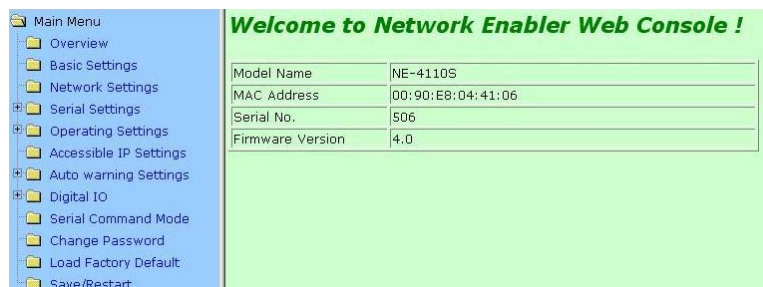 Main Menu
Overview
Basic Settings
Network Settings
Serial Settings
Operating Settings
Accessible IP Settings
Auto warning Settings
Digital IO
Serial Command Mode
Change Password
Load Factory Default
Save/Restart
Welcome to Network Enabler Web Console !
Model Name NE-4110S
MAC Address 00:90:E8:04:41:06
Serial No. 506
Firmware Version 4.0